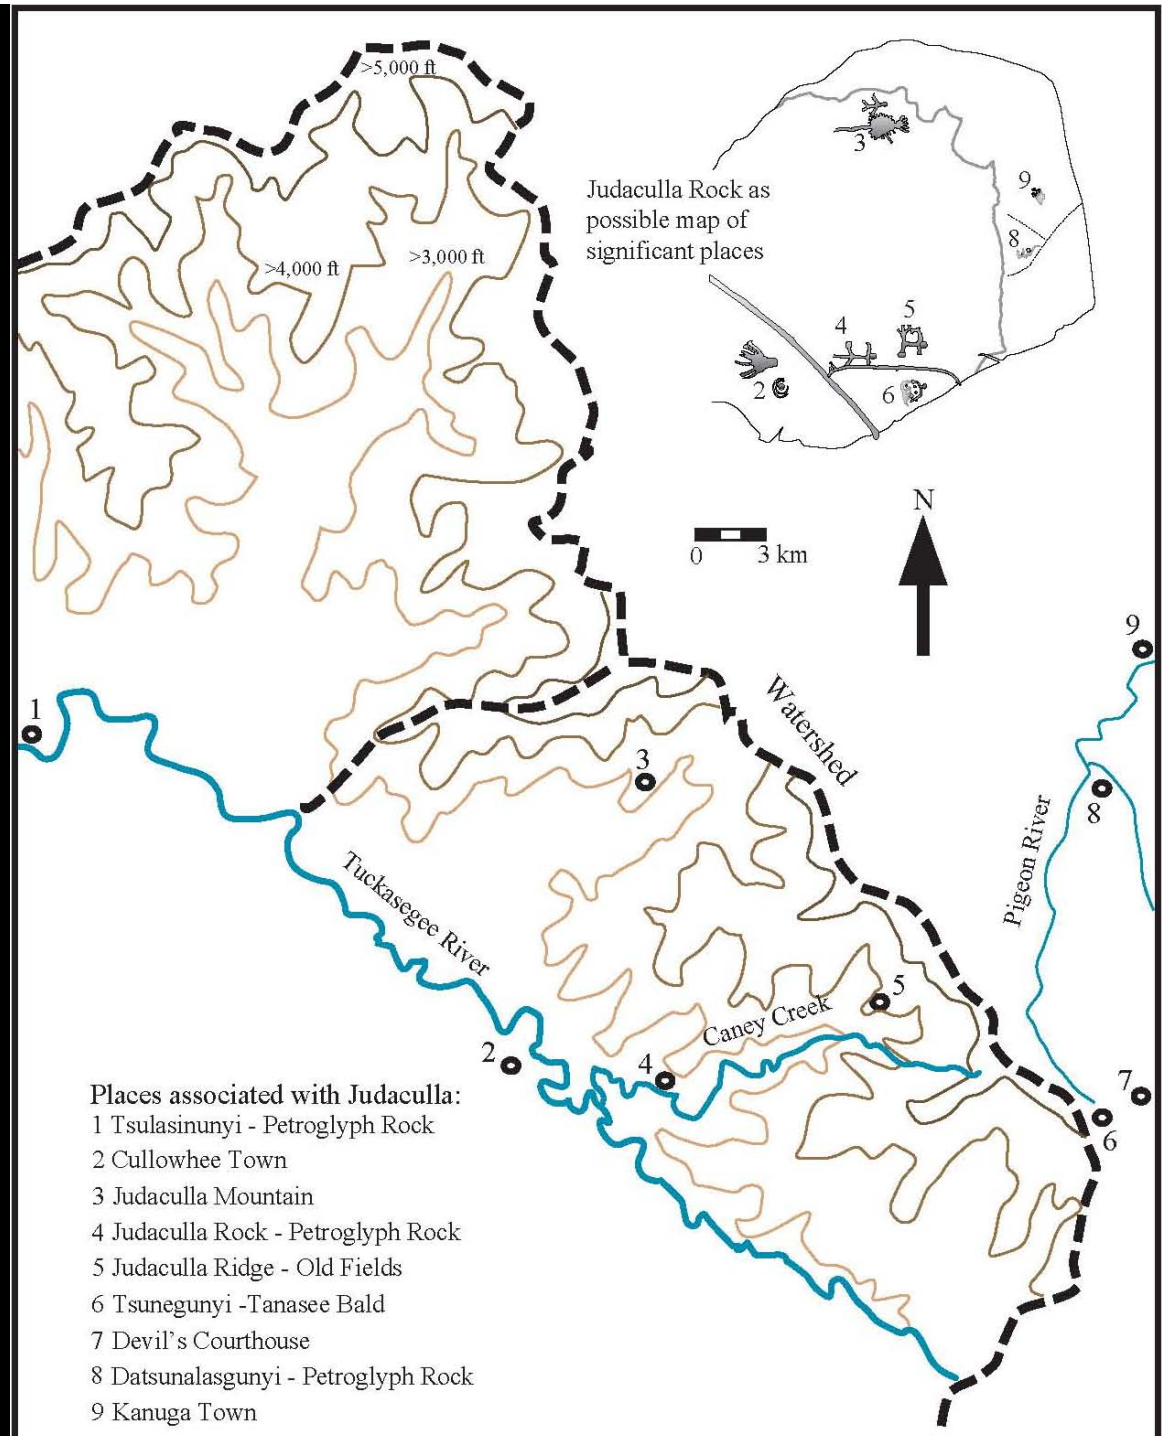 >5,000 ft
>4,000 ft
>3,000 ft
Judaculla Rock as
possible map of
significant places
3
9
8
5
4
2
6
N
0 3 km
9
1
Watershed
3
8
Pigeon River
Tuckasegee River
5
Caney Creek
2
4
7
6
Places associated with Judaculla:
1 Tsulasinunyi - Petroglyph Rock
2 Cullowhee Town
3 Judaculla Mountain
4 Judaculla Rock - Petroglyph Rock
5 Judaculla Ridge - Old Fields
6 Tsunegunyi -Tanasee Bald
7 Devil's Courthouse
8 Datsunalasgunyi - Petroglyph Rock
9 Kanuga Town